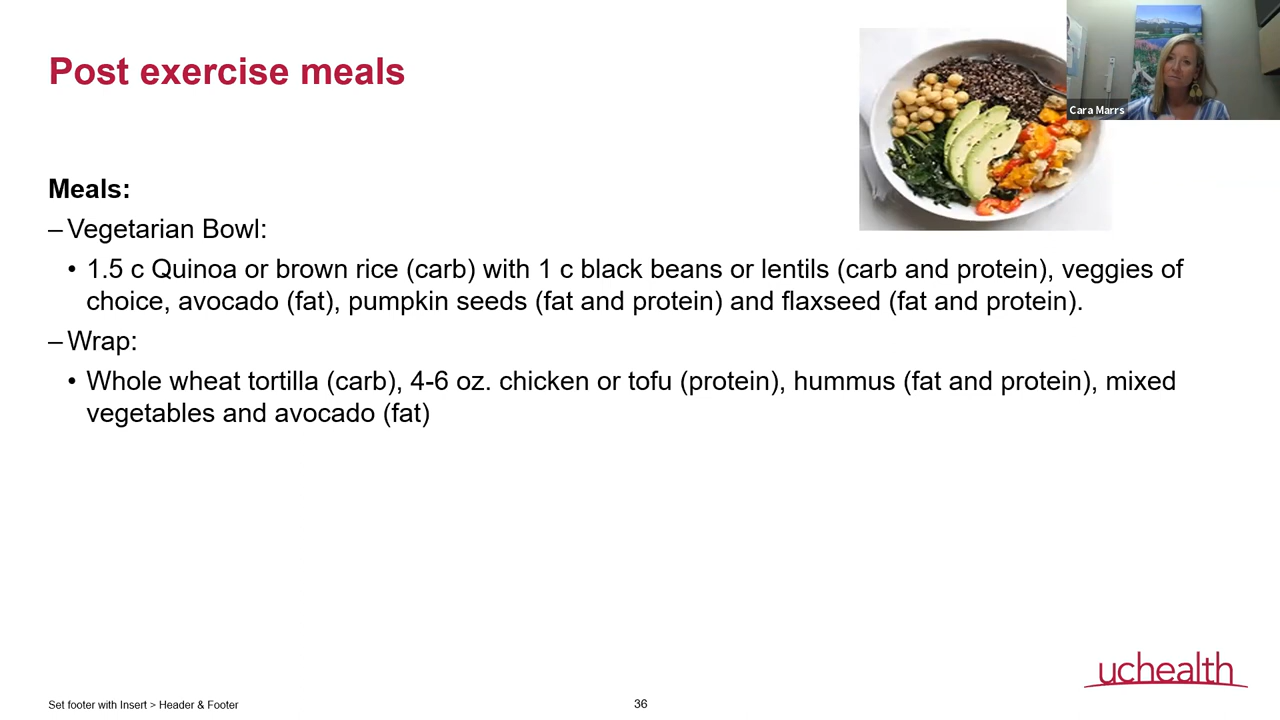 Post exercise meals
Cara Marrs
Meals:
– Vegetarian Bowl:
• 1.5 c Quinoa or brown rice (carb) with 1 c black beans or lentils (carb and protein), veggies of
choice, avocado (fat), pumpkin seeds (fat and protein) and flaxseed (fat and protein).
– Wrap:
• Whole wheat tortilla (carb), 4-6 oz. chicken or tofu (protein), hummus (fat and protein), mixed
vegetables and avocado (fat)
uchealth
Set footer with Insert > Header & Footer
36